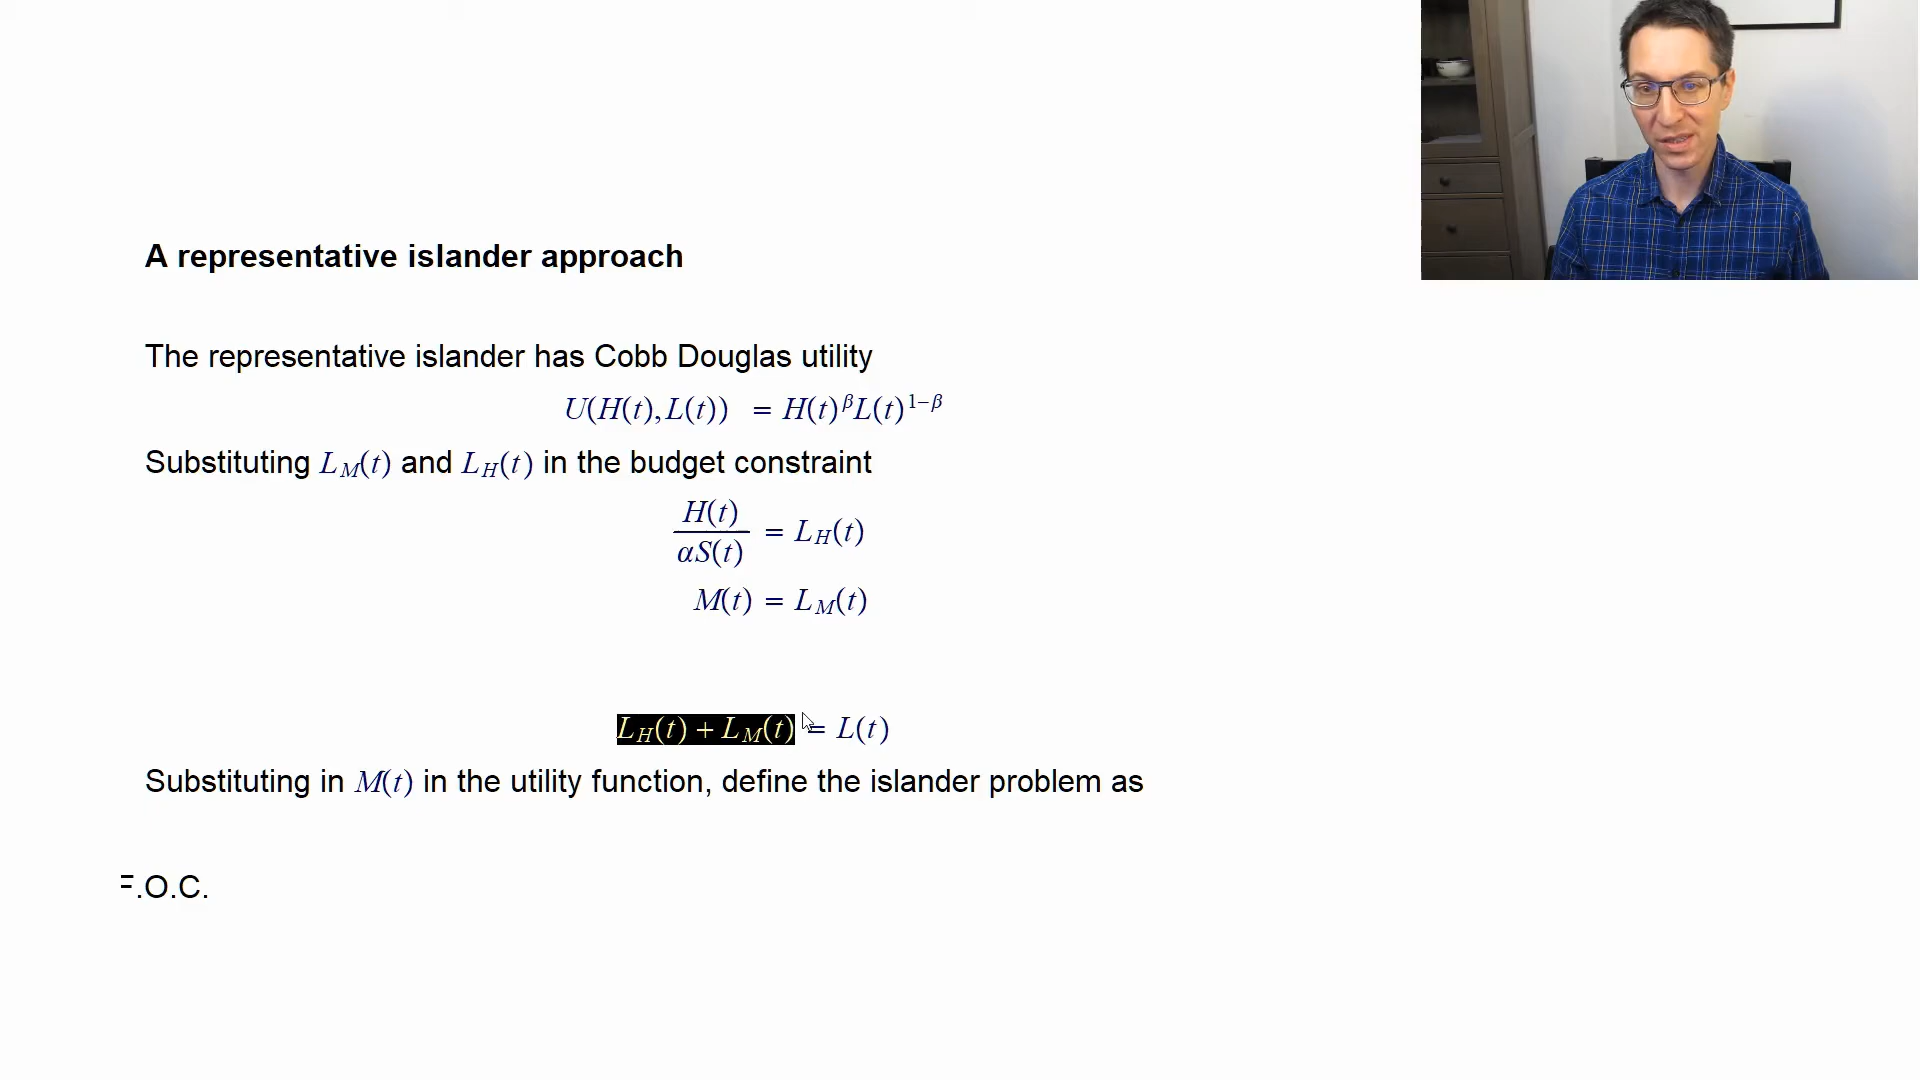 A representative islander approach
The representative islander has Cobb Douglas utility
U(H(t), L(t)) = H(t)^β L(t)^{1−β}
Substituting L_M(t) and L_H(t) in the budget constraint
H(t)/αS(t) = L_H(t)
M(t) = L_M(t)
L_H(t) + L_M(t) = L(t)
Substituting in M(t) in the utility function, define the islander problem as
F.O.C.